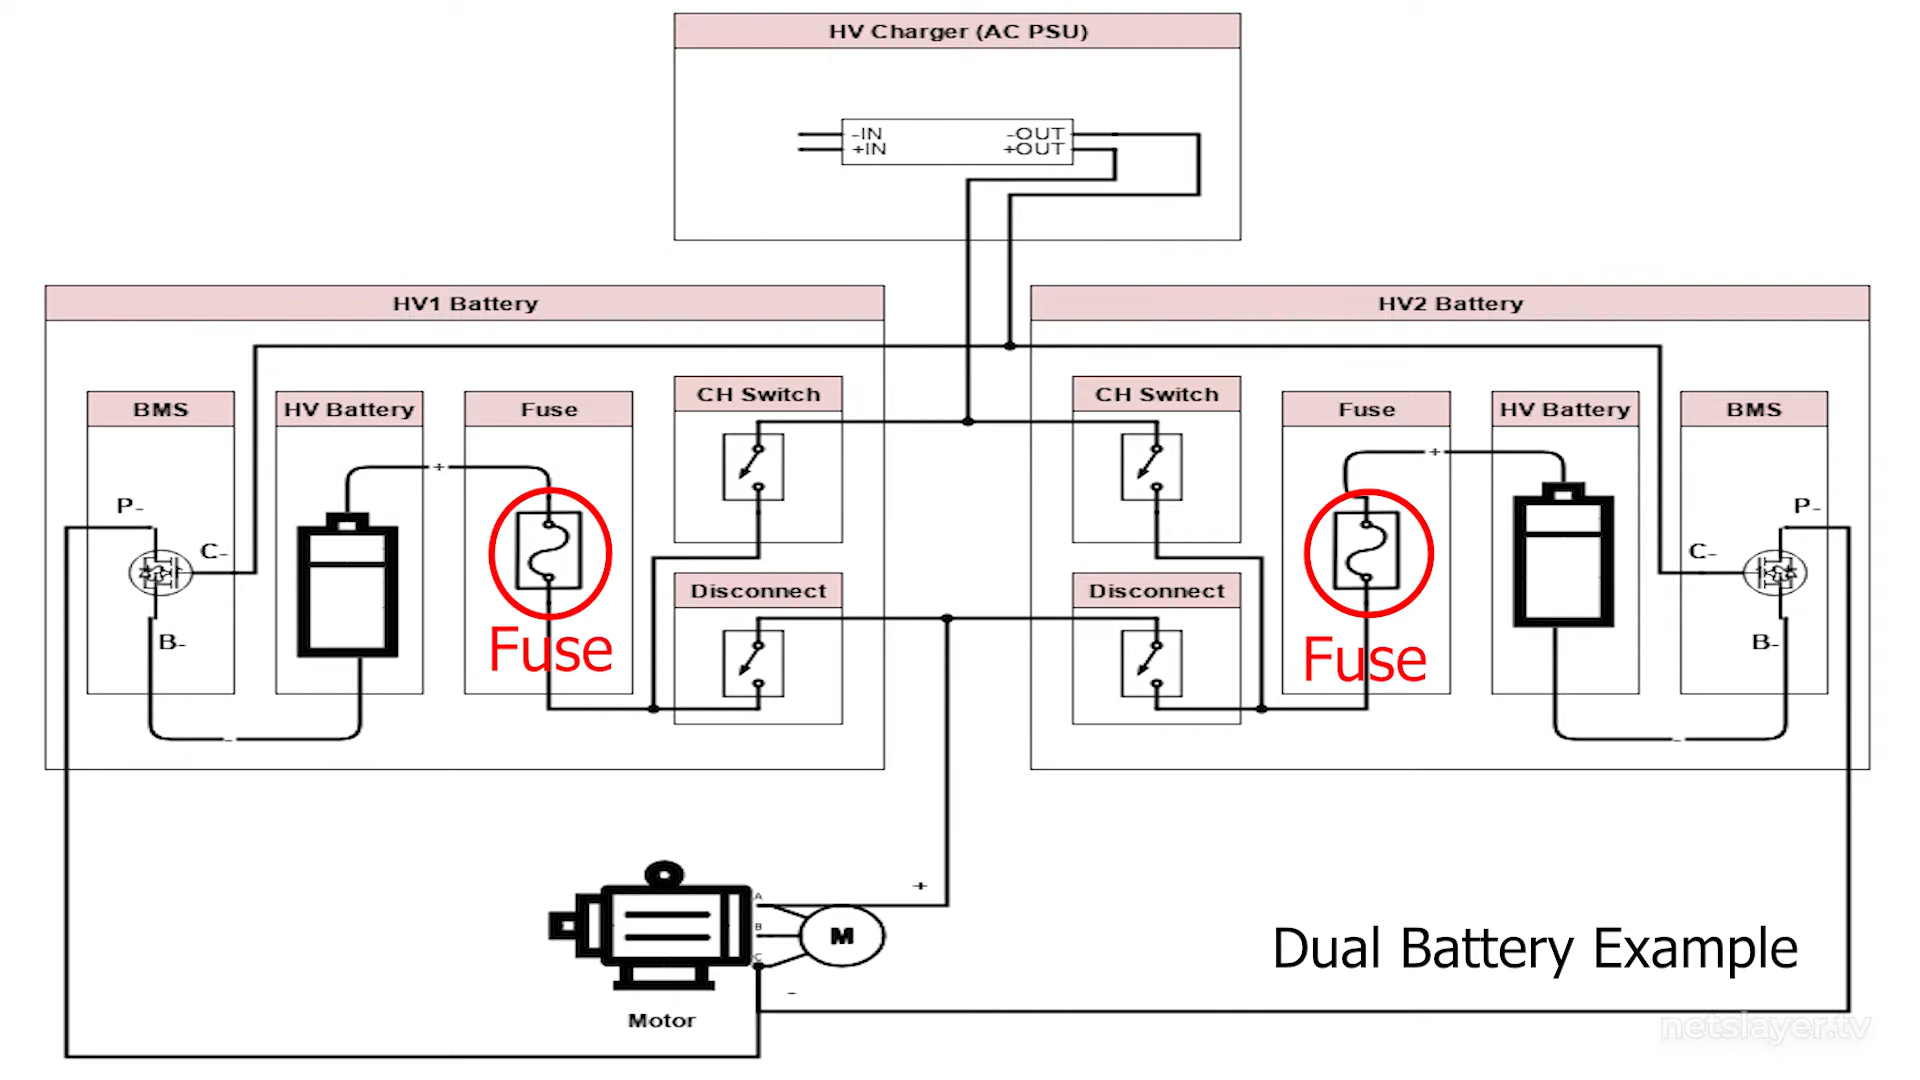 HV Charger (AC PSU)
-IN
+IN
-OUT
+OUT
HV1 Battery
BMS
HV Battery
Fuse
CH Switch
+
P-
C-
B-
Fuse
Disconnect
-
HV2 Battery
CH Switch
Fuse
HV Battery
BMS
+
P-
C-
B-
Fuse
Disconnect
-
A
B
C
M
+
-
Motor
Dual Battery Example
netslayer.tv